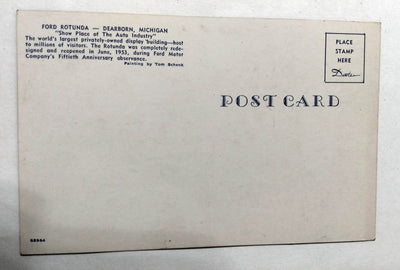 FORD ROTUNDA — DEARBORN, MICHIGAN
"Show Place of The Auto Industry"
The world's largest privately-owned display building—host
to millions of visitors. The Rotunda was completely rede-
signed and reopened in June, 1953, during Ford Motor
Company's Fiftieth Anniversary observance.
Painting by Tom Schenk
PLACE
STAMP
HERE
POST CARD